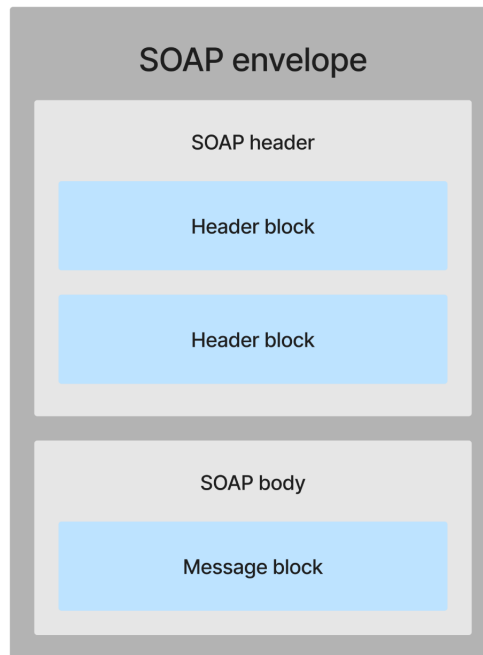 SOAP envelope
SOAP header
Header block
Header block
SOAP body
Message block